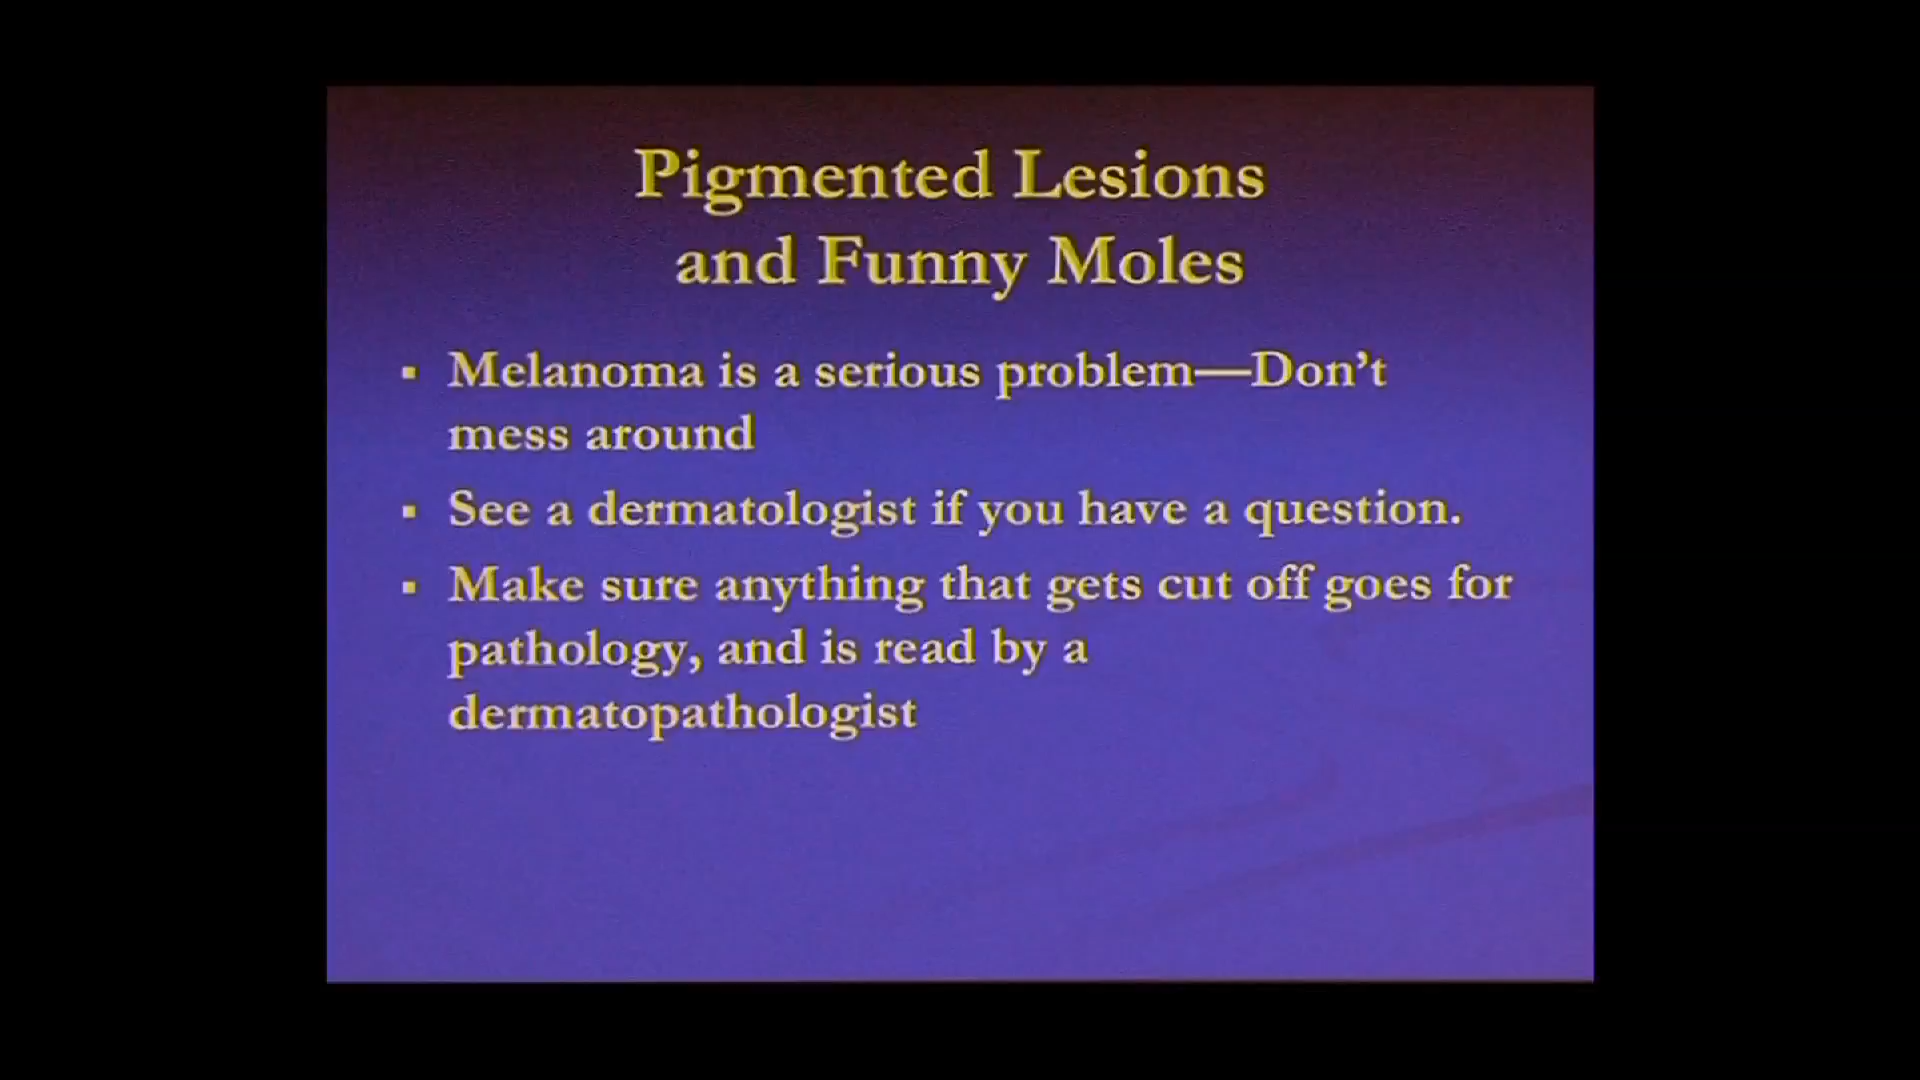 Pigmented Lesions
and Funny Moles
▪ Melanoma is a serious problem—Don't
mess around
▪ See a dermatologist if you have a question.
▪ Make sure anything that gets cut off goes for
pathology, and is read by a
dermatopathologist